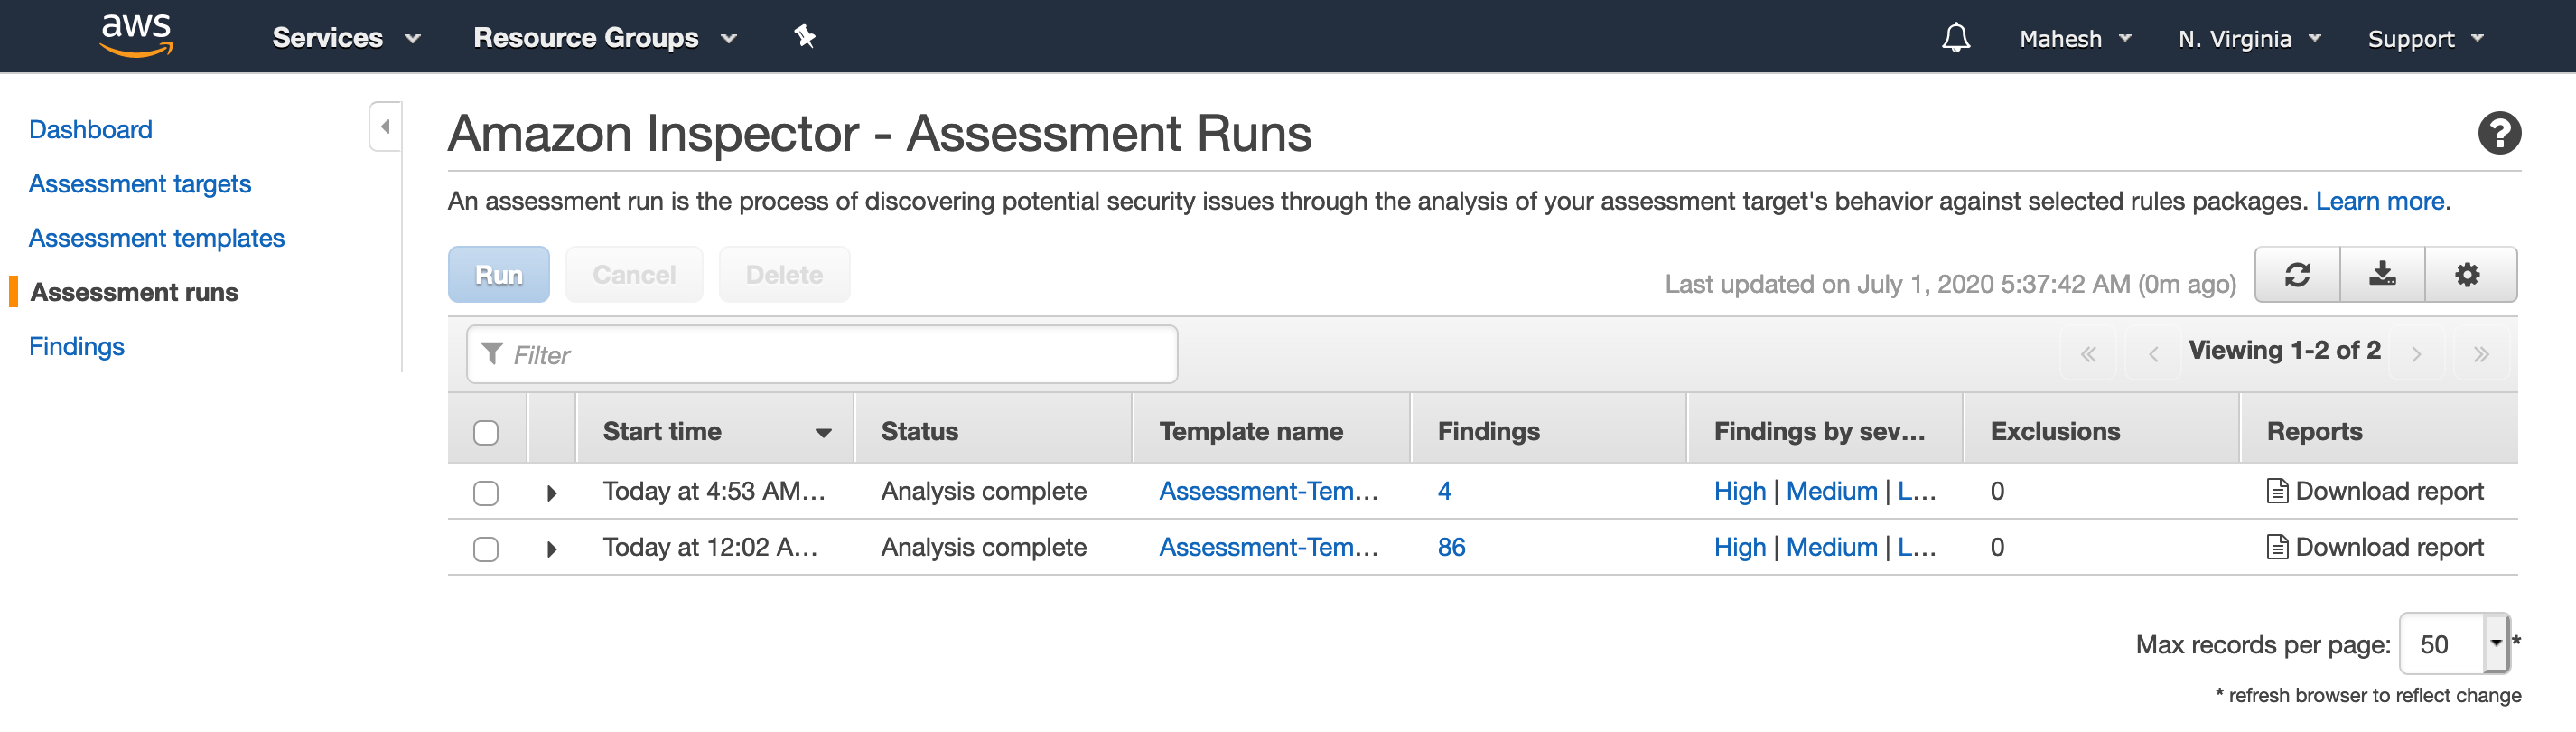 aws Services Resource Groups Mahesh N. Virginia Support
Dashboard
Assessment targets
Assessment templates
Assessment runs
Findings
Amazon Inspector - Assessment Runs
?
An assessment run is the process of discovering potential security issues through the analysis of your assessment target's behavior against selected rules packages. Learn more.
Run Cancel Delete Last updated on July 1, 2020 5:37:42 AM (0m ago)
Filter « ‹ Viewing 1-2 of 2 › »
Start time Status Template name Findings Findings by sev... Exclusions Reports
Today at 4:53 AM... Analysis complete Assessment-Tem... 4 High | Medium | L... 0 Download report
Today at 12:02 A... Analysis complete Assessment-Tem... 86 High | Medium | L... 0 Download report
Max records per page: 50 *
* refresh browser to reflect change